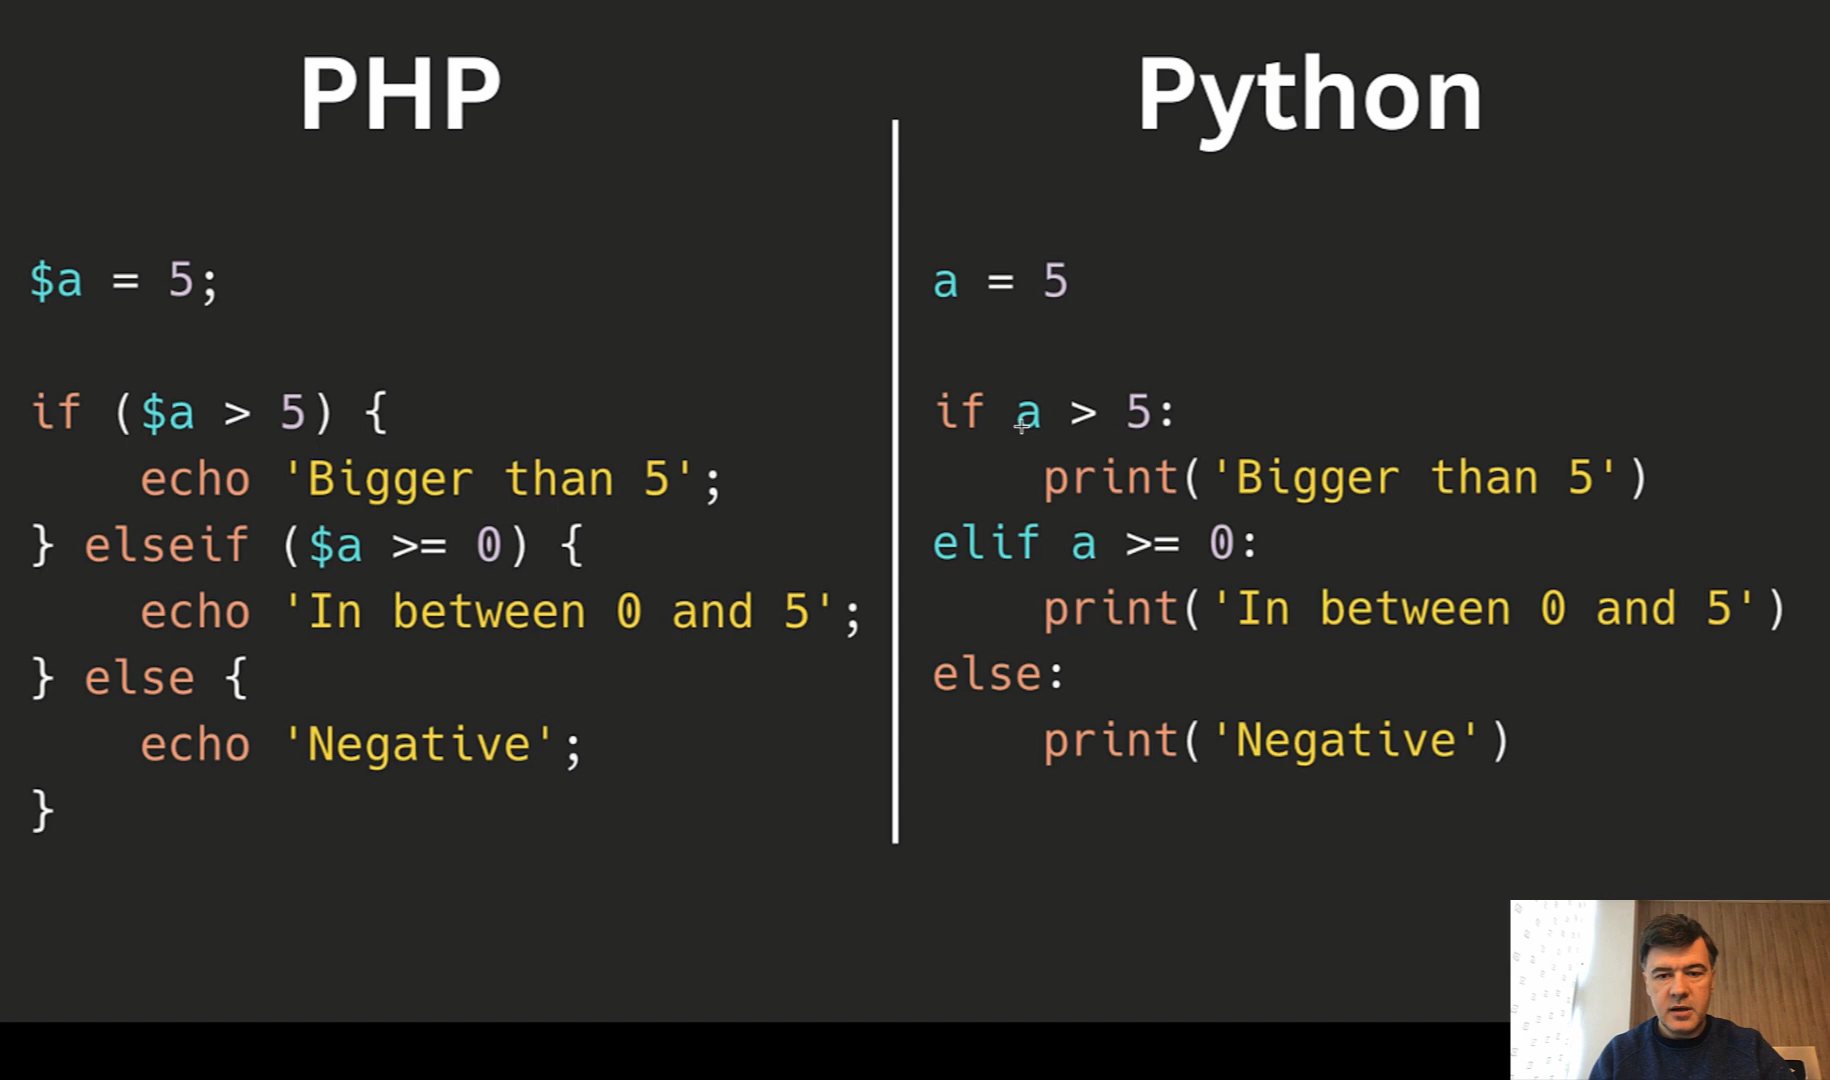 PHP
$a = 5;
if ($a > 5) {
    echo 'Bigger than 5';
} elseif ($a >= 0) {
    echo 'In between 0 and 5';
} else {
    echo 'Negative';
}
Python
a = 5
if a > 5:
    print('Bigger than 5')
elif a >= 0:
    print('In between 0 and 5')
else:
    print('Negative')